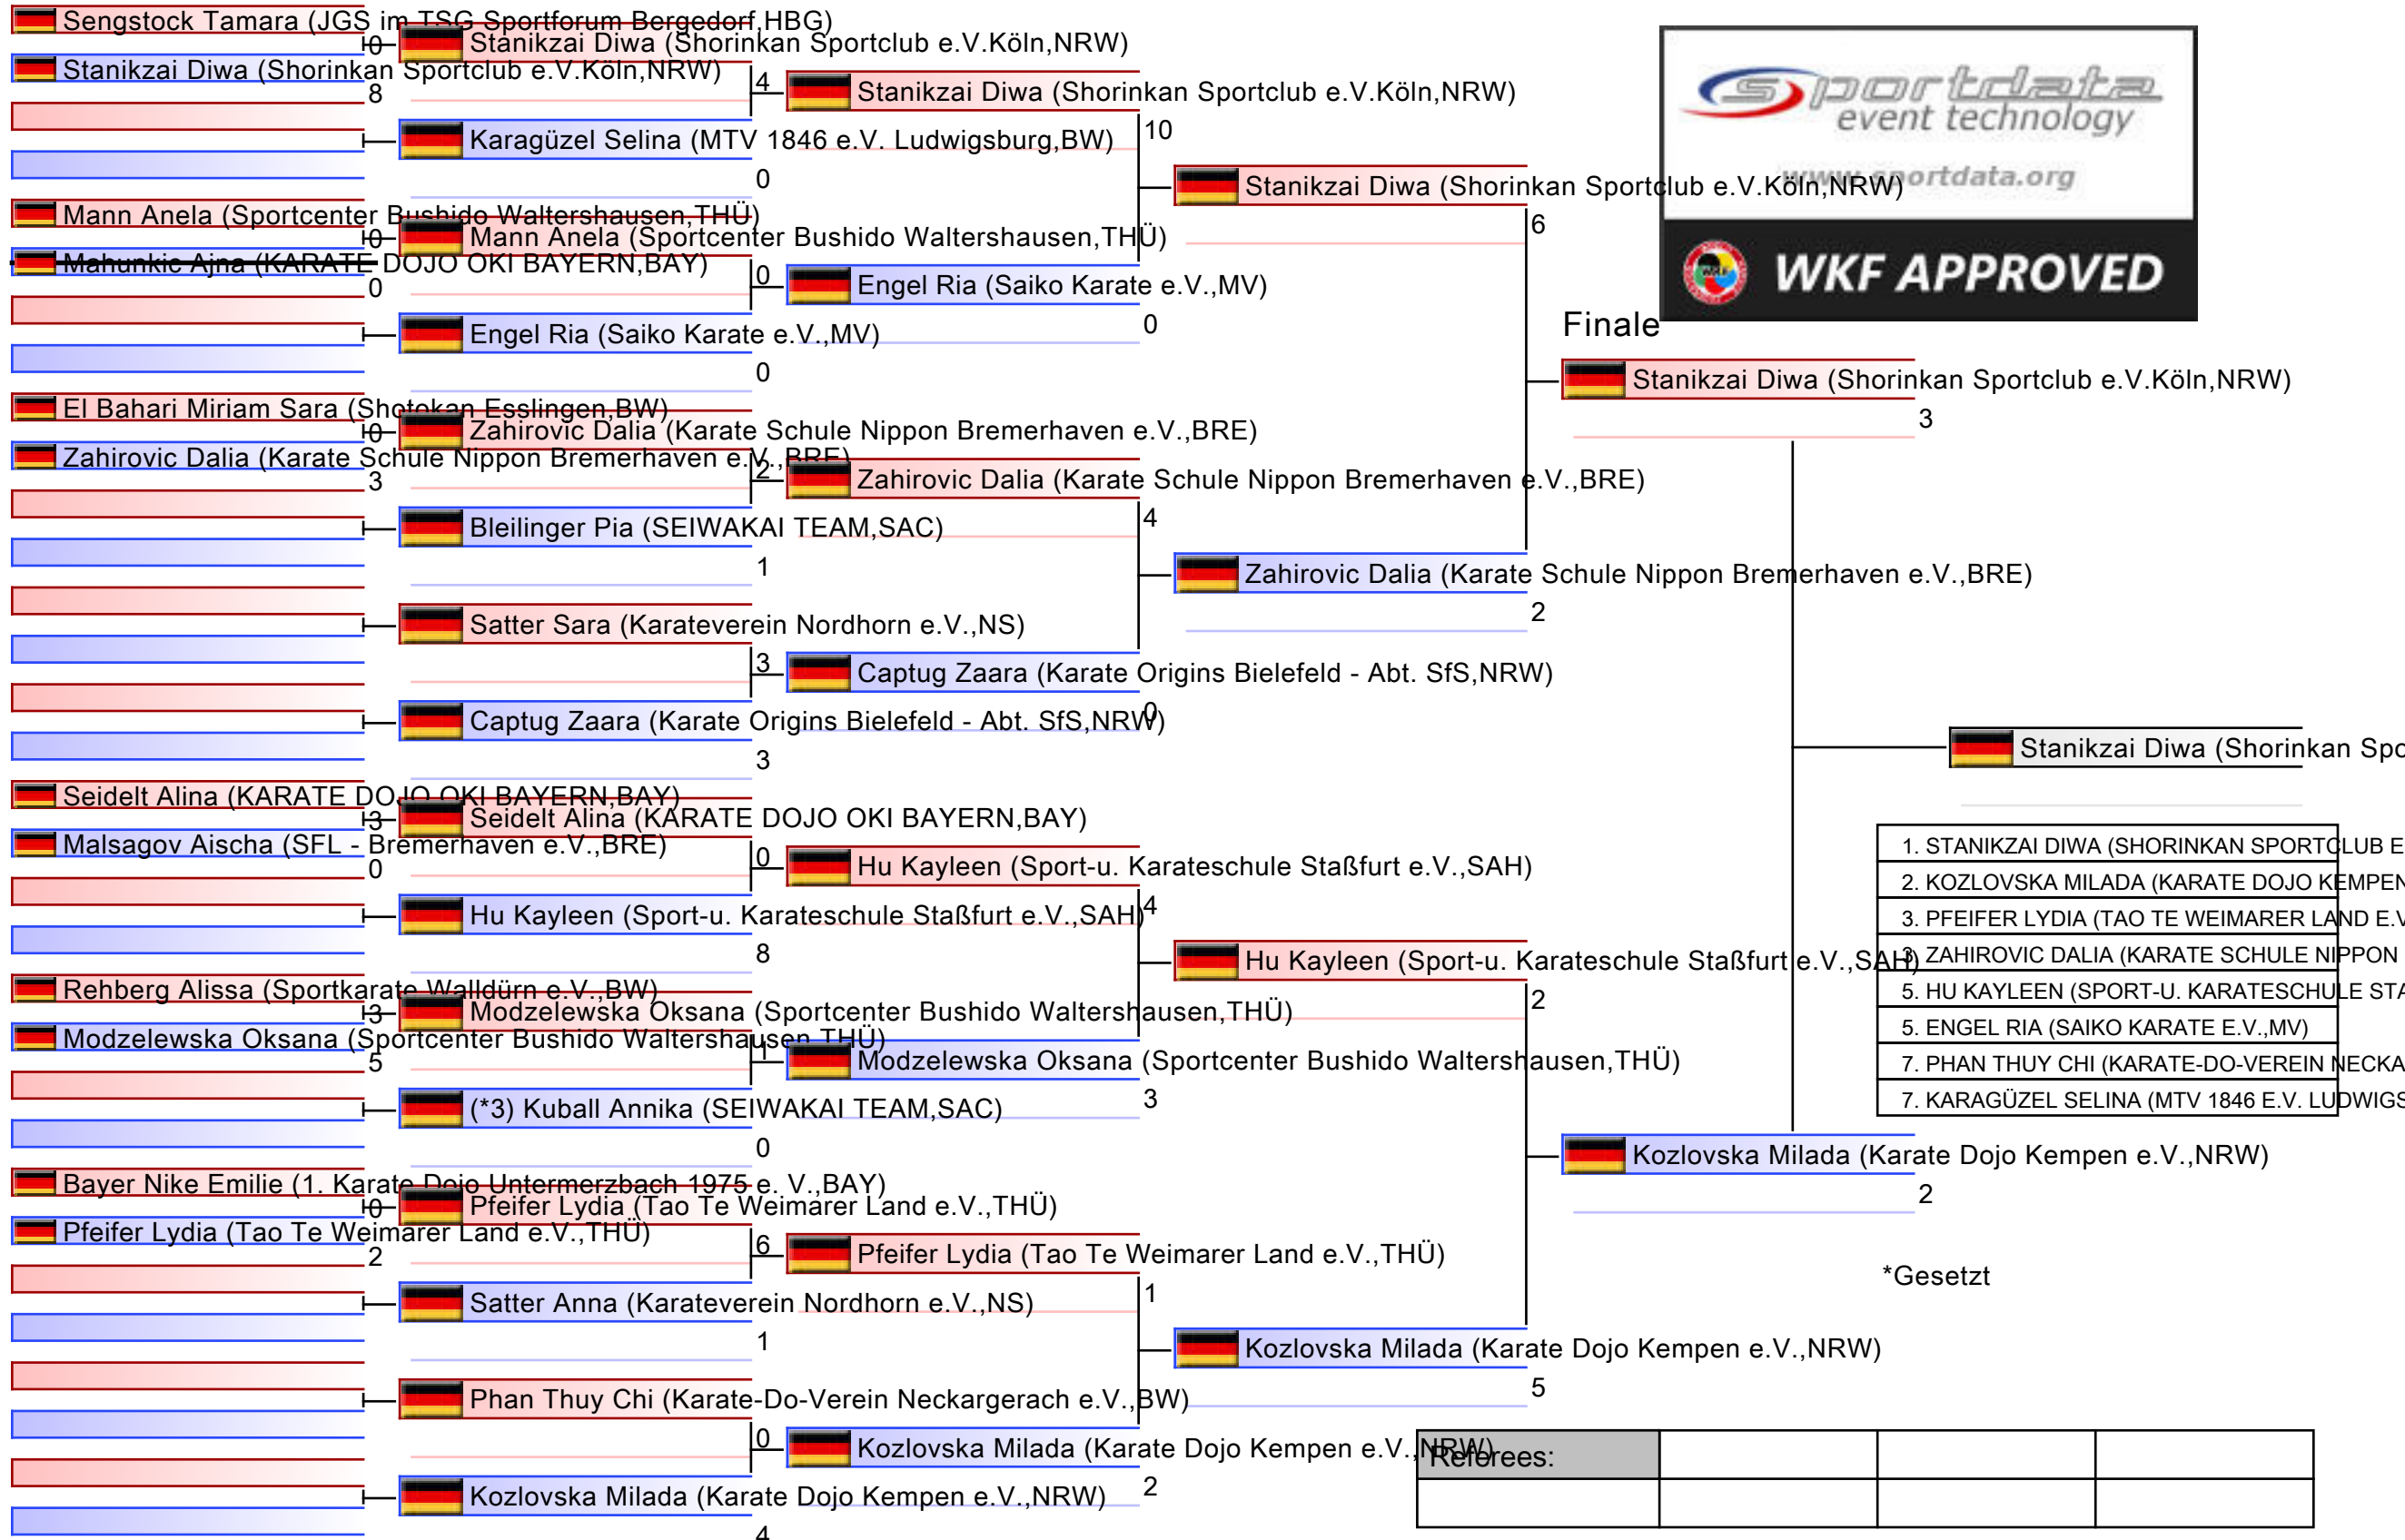 Sengstock Tamara (JGS im TSG Sportforum Bergedorf,HBG)
0
Stanikzai Diwa (Shorinkan Sportclub e.V.Köln,NRW)
8
Mann Anela (Sportcenter Bushido Waltershausen,THÜ)
0
Mahunkic Ajna (KARATE DOJO OKI BAYERN,BAY)
0
El Bahari Miriam Sara (Shotokan Esslingen,BW)
0
Zahirovic Dalia (Karate Schule Nippon Bremerhaven e.V.,BRE)
3
Seidelt Alina (KARATE DOJO OKI BAYERN,BAY)
3
Malsagov Aischa (SFL - Bremerhaven e.V.,BRE)
0
Rehberg Alissa (Sportkarate Walldürn e.V.,BW)
3
Modzelewska Oksana (Sportcenter Bushido Waltershausen,THÜ)
5
Bayer Nike Emilie (1. Karate Dojo Untermerzbach 1975 e. V.,BAY)
0
Pfeifer Lydia (Tao Te Weimarer Land e.V.,THÜ)
2
Stanikzai Diwa (Shorinkan Sportclub e.V.Köln,NRW)
4
Karagüzel Selina (MTV 1846 e.V. Ludwigsburg,BW)
0
Mann Anela (Sportcenter Bushido Waltershausen,THÜ)
0
Engel Ria (Saiko Karate e.V.,MV)
0
Zahirovic Dalia (Karate Schule Nippon Bremerhaven e.V.,BRE)
2
Bleilinger Pia (SEIWAKAI TEAM,SAC)
1
Satter Sara (Karateverein Nordhorn e.V.,NS)
3
Captug Zaara (Karate Origins Bielefeld - Abt. SfS,NRW)
3
Seidelt Alina (KARATE DOJO OKI BAYERN,BAY)
0
Hu Kayleen (Sport-u. Karateschule Staßfurt e.V.,SAH)
8
Modzelewska Oksana (Sportcenter Bushido Waltershausen,THÜ)
1
(*3) Kuball Annika (SEIWAKAI TEAM,SAC)
0
Pfeifer Lydia (Tao Te Weimarer Land e.V.,THÜ)
6
Satter Anna (Karateverein Nordhorn e.V.,NS)
1
Phan Thuy Chi (Karate-Do-Verein Neckargerach e.V.,BW)
0
Kozlovska Milada (Karate Dojo Kempen e.V.,NRW)
4
Stanikzai Diwa (Shorinkan Sportclub e.V.Köln,NRW)
10
Engel Ria (Saiko Karate e.V.,MV)
0
Zahirovic Dalia (Karate Schule Nippon Bremerhaven e.V.,BRE)
4
Captug Zaara (Karate Origins Bielefeld - Abt. SfS,NRW)
0
Hu Kayleen (Sport-u. Karateschule Staßfurt e.V.,SAH)
4
Modzelewska Oksana (Sportcenter Bushido Waltershausen,THÜ)
3
Pfeifer Lydia (Tao Te Weimarer Land e.V.,THÜ)
1
Kozlovska Milada (Karate Dojo Kempen e.V.,NRW)
2
Stanikzai Diwa (Shorinkan Sportclub e.V.Köln,NRW)
6
Zahirovic Dalia (Karate Schule Nippon Bremerhaven e.V.,BRE)
2
Hu Kayleen (Sport-u. Karateschule Staßfurt e.V.,SAH)
2
Kozlovska Milada (Karate Dojo Kempen e.V.,NRW)
5
sportdata
event technology
www.sportdata.org
WKF APPROVED
Finale
Stanikzai Diwa (Shorinkan Sportclub e.V.Köln,NRW)
3
Kozlovska Milada (Karate Dojo Kempen e.V.,NRW)
2
Stanikzai Diwa (Shorinkan Spo
1. STANIKZAI DIWA (SHORINKAN SPORTCLUB E
2. KOZLOVSKA MILADA (KARATE DOJO KEMPEN
3. PFEIFER LYDIA (TAO TE WEIMARER LAND E.V
3. ZAHIROVIC DALIA (KARATE SCHULE NIPPON
5. HU KAYLEEN (SPORT-U. KARATESCHULE STA
5. ENGEL RIA (SAIKO KARATE E.V.,MV)
7. PHAN THUY CHI (KARATE-DO-VEREIN NECKA
7. KARAGÜZEL SELINA (MTV 1846 E.V. LUDWIGS
*Gesetzt
Referees: